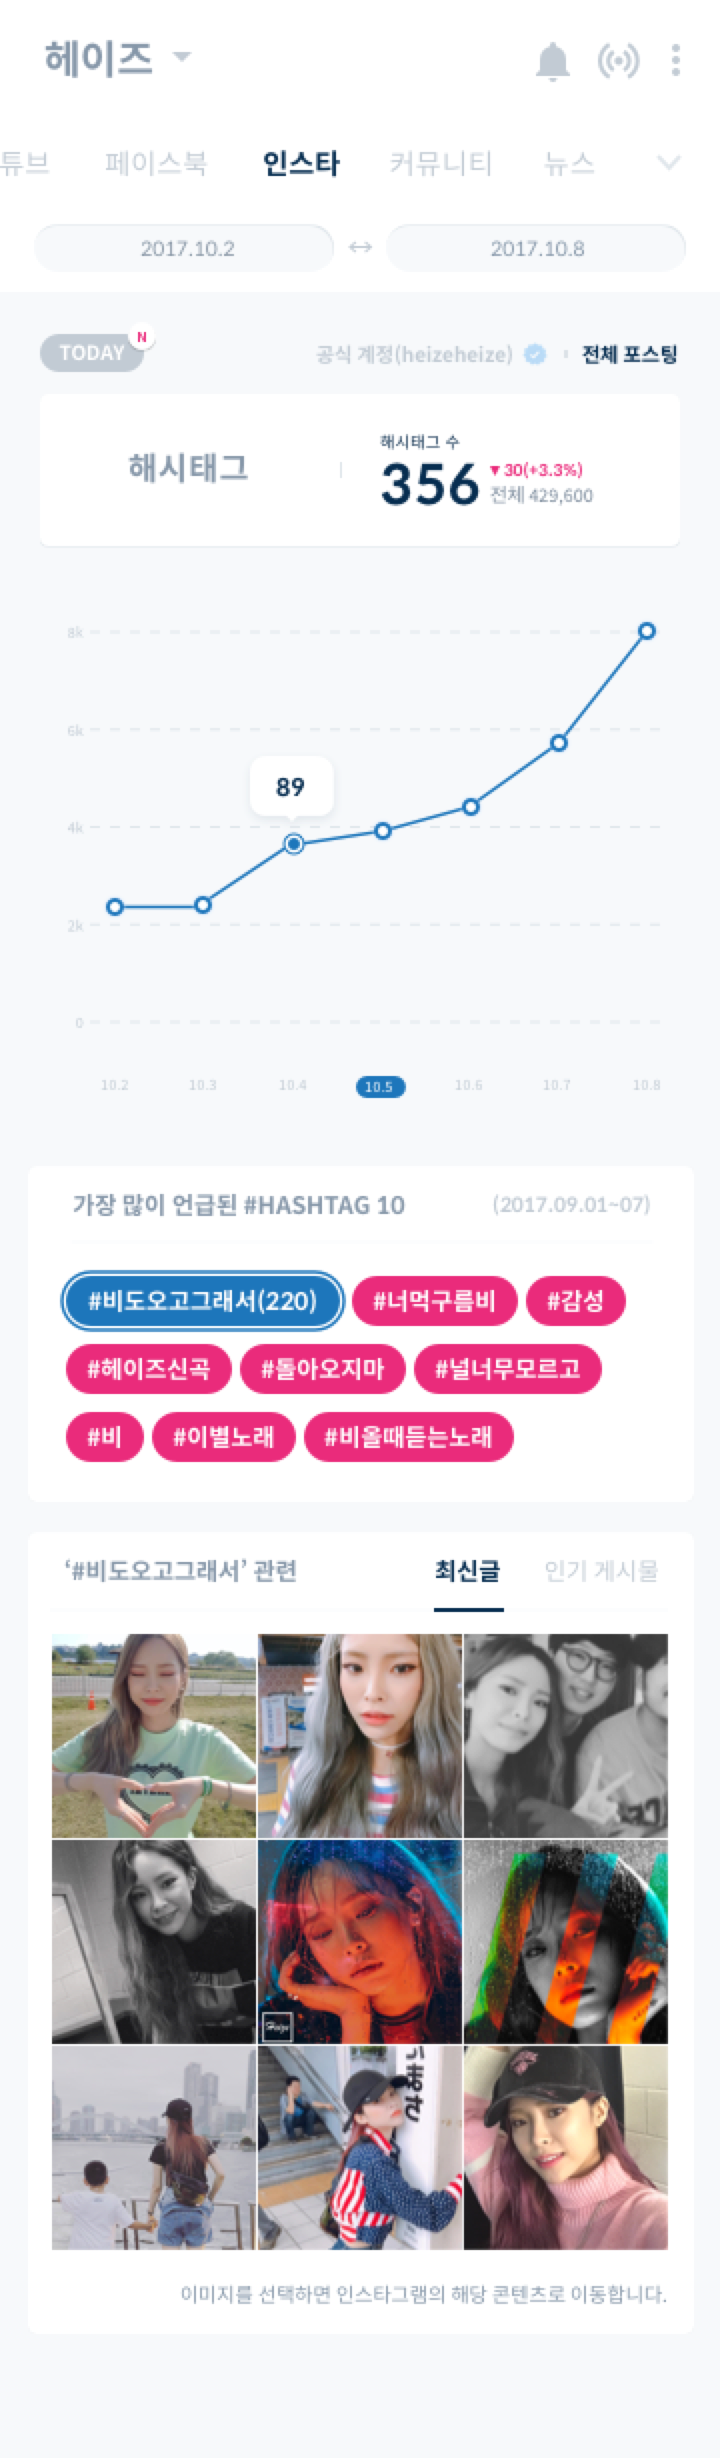 헤이즈
튜브 페이스북 인스타 커뮤니티 뉴스
2017.10.2 ↔ 2017.10.8
TODAY N 공식 계정(heizeheize) 전체 포스팅
해시태그 수
해시태그 356 ▼30(+3.3%)
전체 429,600
8k
6k
89
4k
2k
0
10.2 10.3 10.4 10.5 10.6 10.7 10.8
가장 많이 언급된 #HASHTAG 10 (2017.09.01~07)
#비도오고그래서(220) #너먹구름비 #감성
#헤이즈신곡 #돌아오지마 #널너무모르고
#비 #이별노래 #비올때듣는노래
‘#비도오고그래서’ 관련 최신글 인기 게시물
Heize
이미지를 선택하면 인스타그램의 해당 콘텐츠로 이동합니다.